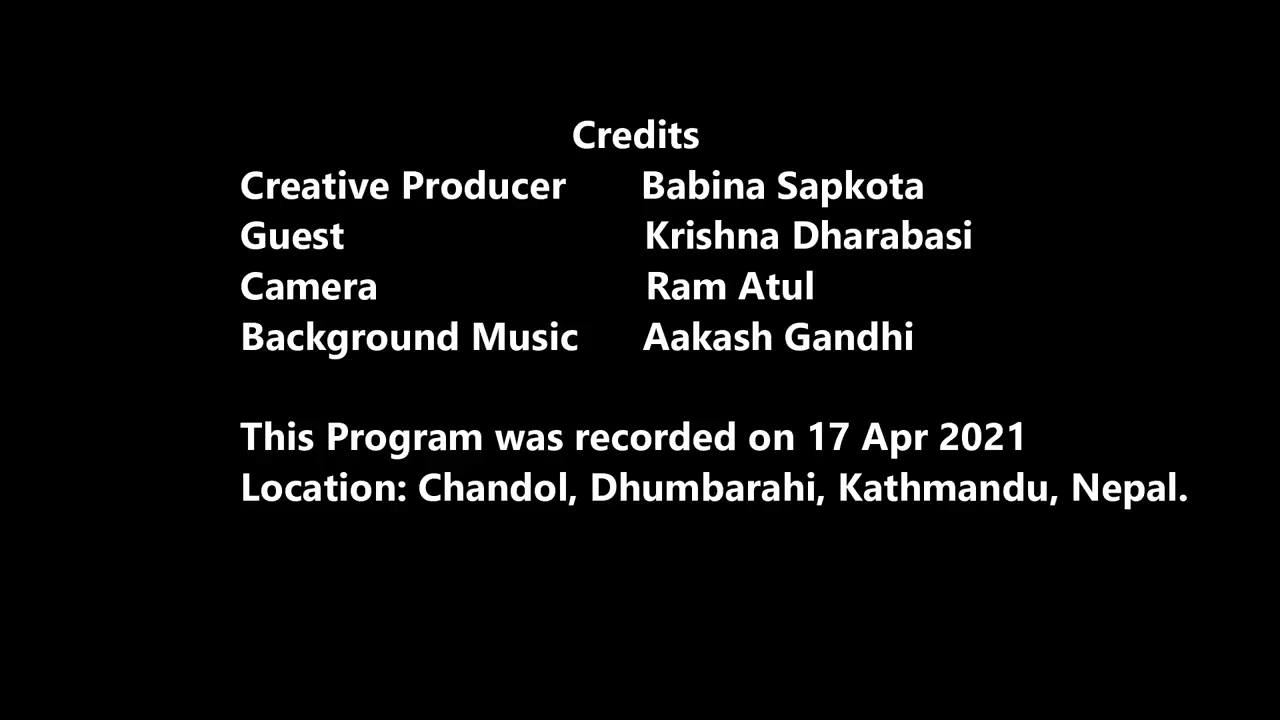 Credits
Creative Producer Babina Sapkota
Guest Krishna Dharabasi
Camera Ram Atul
Background Music Aakash Gandhi
This Program was recorded on 17 Apr 2021
Location: Chandol, Dhumbarahi, Kathmandu, Nepal.